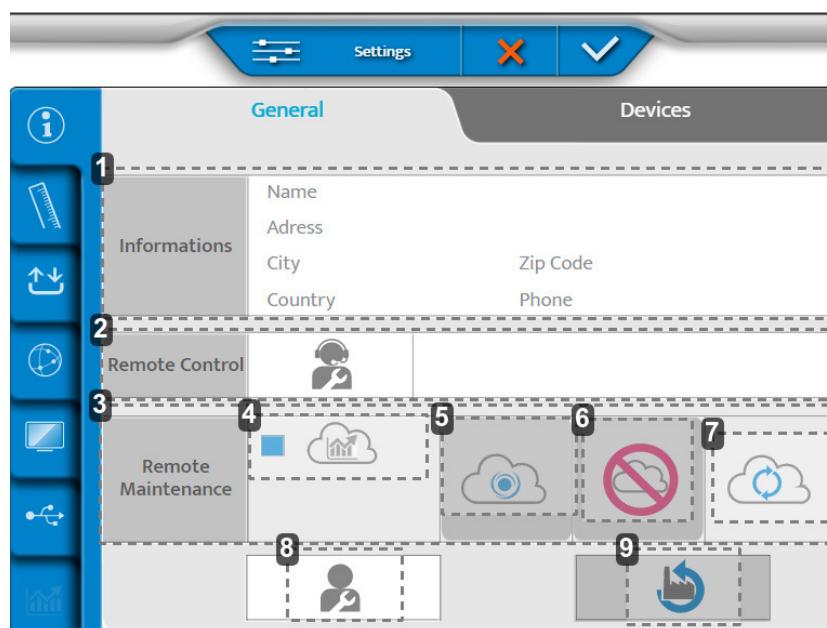 Settings
General Devices
1
Informations
Name
Adress
City Zip Code
Country Phone
2
Remote Control
3
4
5
6
7
Remote
Maintenance
8
9